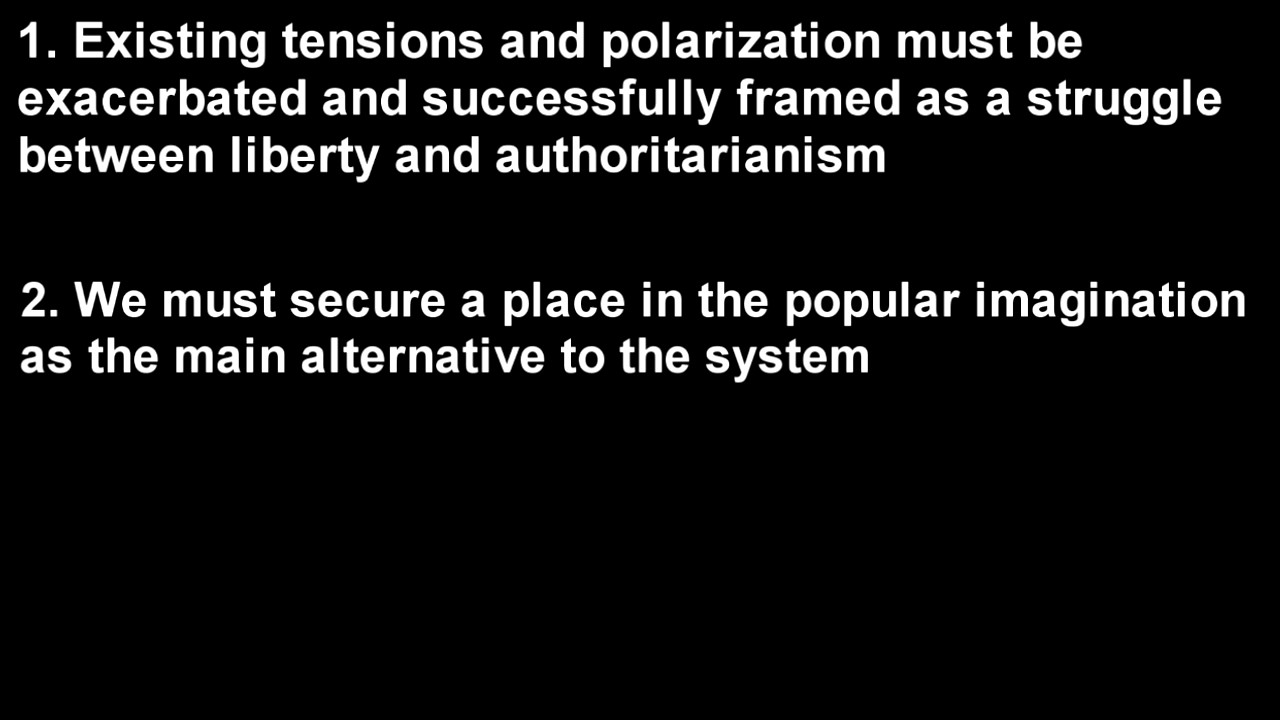 1. Existing tensions and polarization must be
exacerbated and successfully framed as a struggle
between liberty and authoritarianism
2. We must secure a place in the popular imagination
as the main alternative to the system